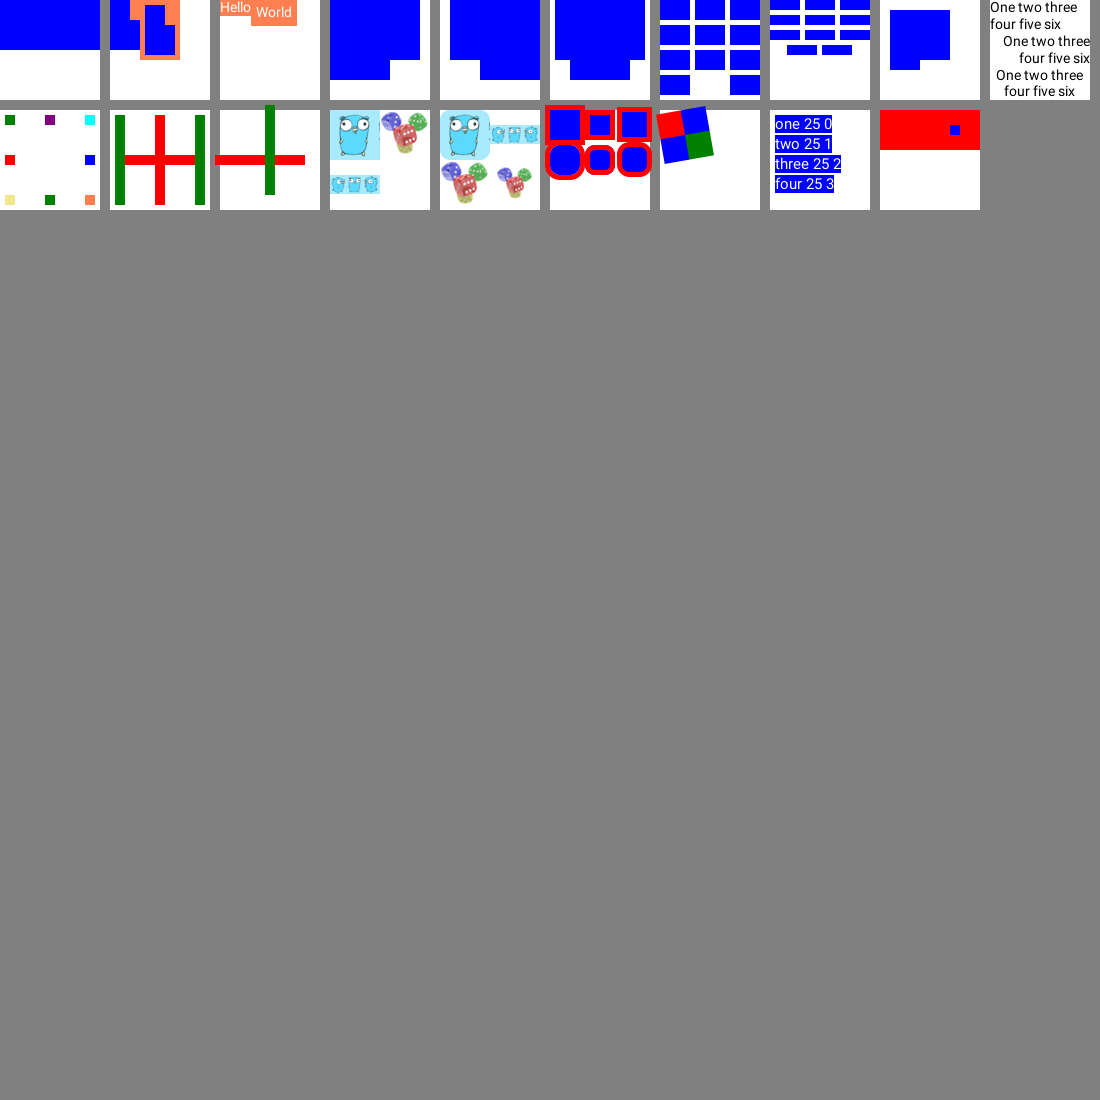 Hello
World
One two three
four five six
One two three
four five six
One two three
four five six
one 25 0
two 25 1
three 25 2
four 25 3